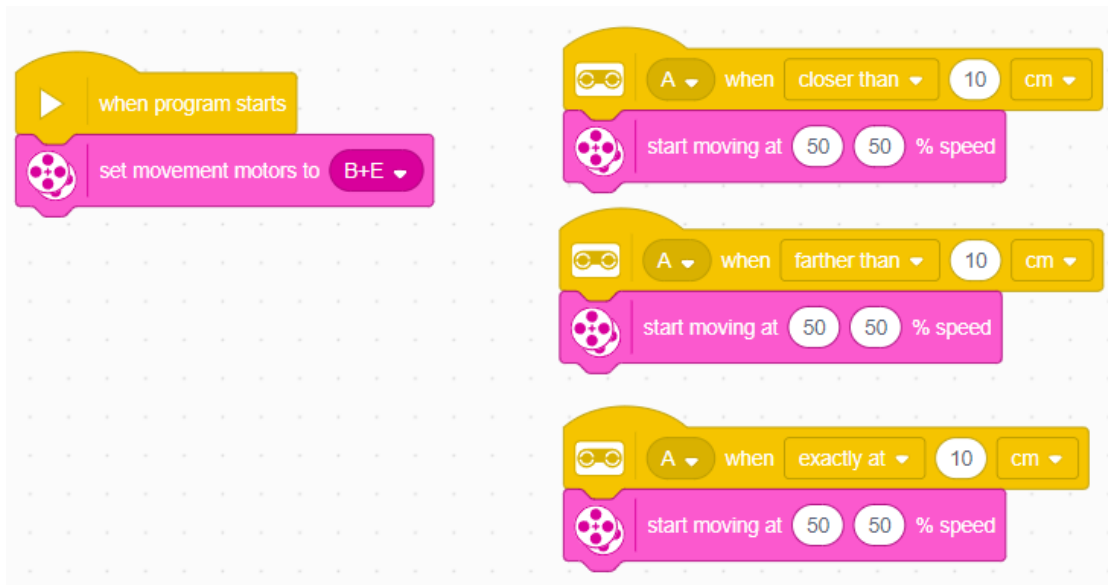 when program starts
set movement motors to B+E
A when closer than 10 cm
start moving at 50 50 % speed
A when farther than 10 cm
start moving at 50 50 % speed
A when exactly at 10 cm
start moving at 50 50 % speed